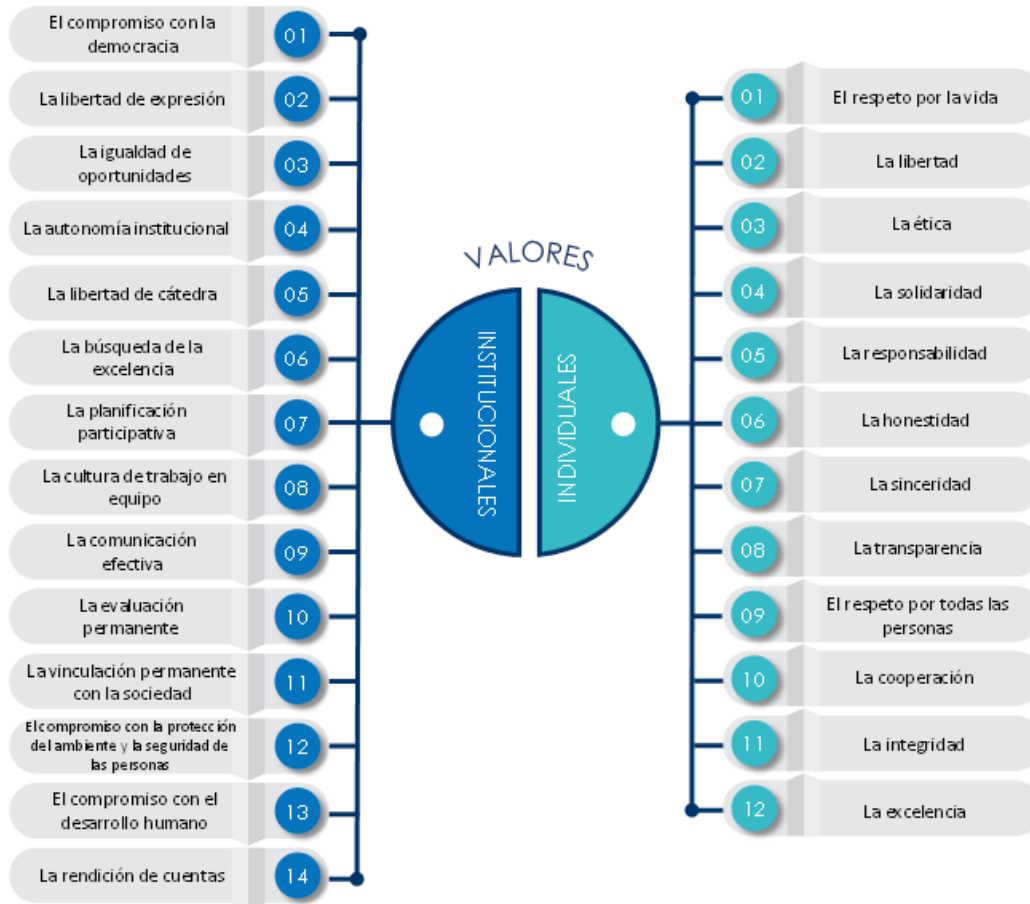 VALORES
INSTITUCIONALES
01
El compromiso con la
democracia
02
La libertad de expresión
03
La igualdad de
oportunidades
04
La autonomía institucional
05
La libertad de cátedra
06
La búsqueda de la
excelencia
07
La planificación
participativa
08
La cultura de trabajo en
equipo
09
La comunicación
efectiva
10
La evaluación
permanente
11
La vinculación permanente
con la sociedad
12
El compromiso con la protección
del ambiente y la seguridad de
las personas
13
El compromiso con el
desarrollo humano
14
La rendición de cuentas
INDIVIDUALES
01
El respeto por la vida
02
La libertad
03
La ética
04
La solidaridad
05
La responsabilidad
06
La honestidad
07
La sinceridad
08
La transparencia
09
El respeto por todas las
personas
10
La cooperación
11
La integridad
12
La excelencia